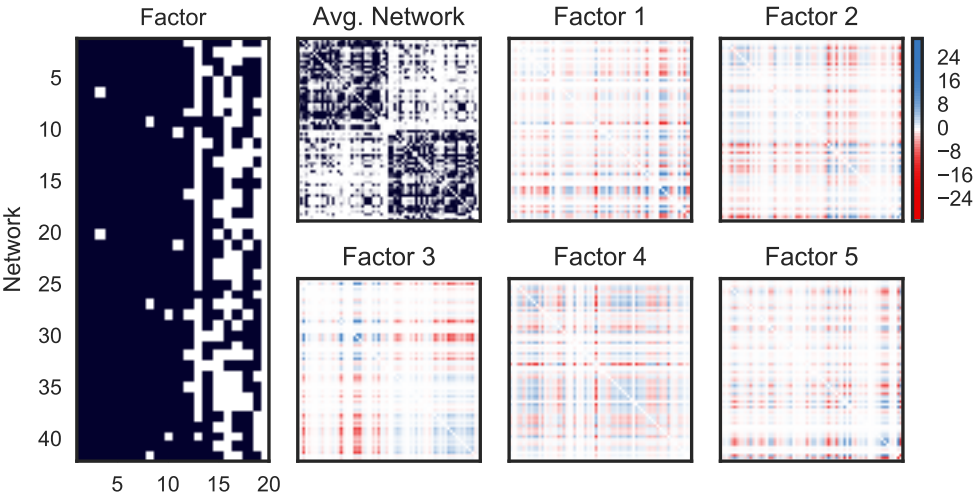 Factor
Avg. Network
Factor 1
Factor 2
Network
5
10
15
20
25
30
35
40
5
10
15
20
24
16
8
0
−8
−16
−24
Factor 3
Factor 4
Factor 5